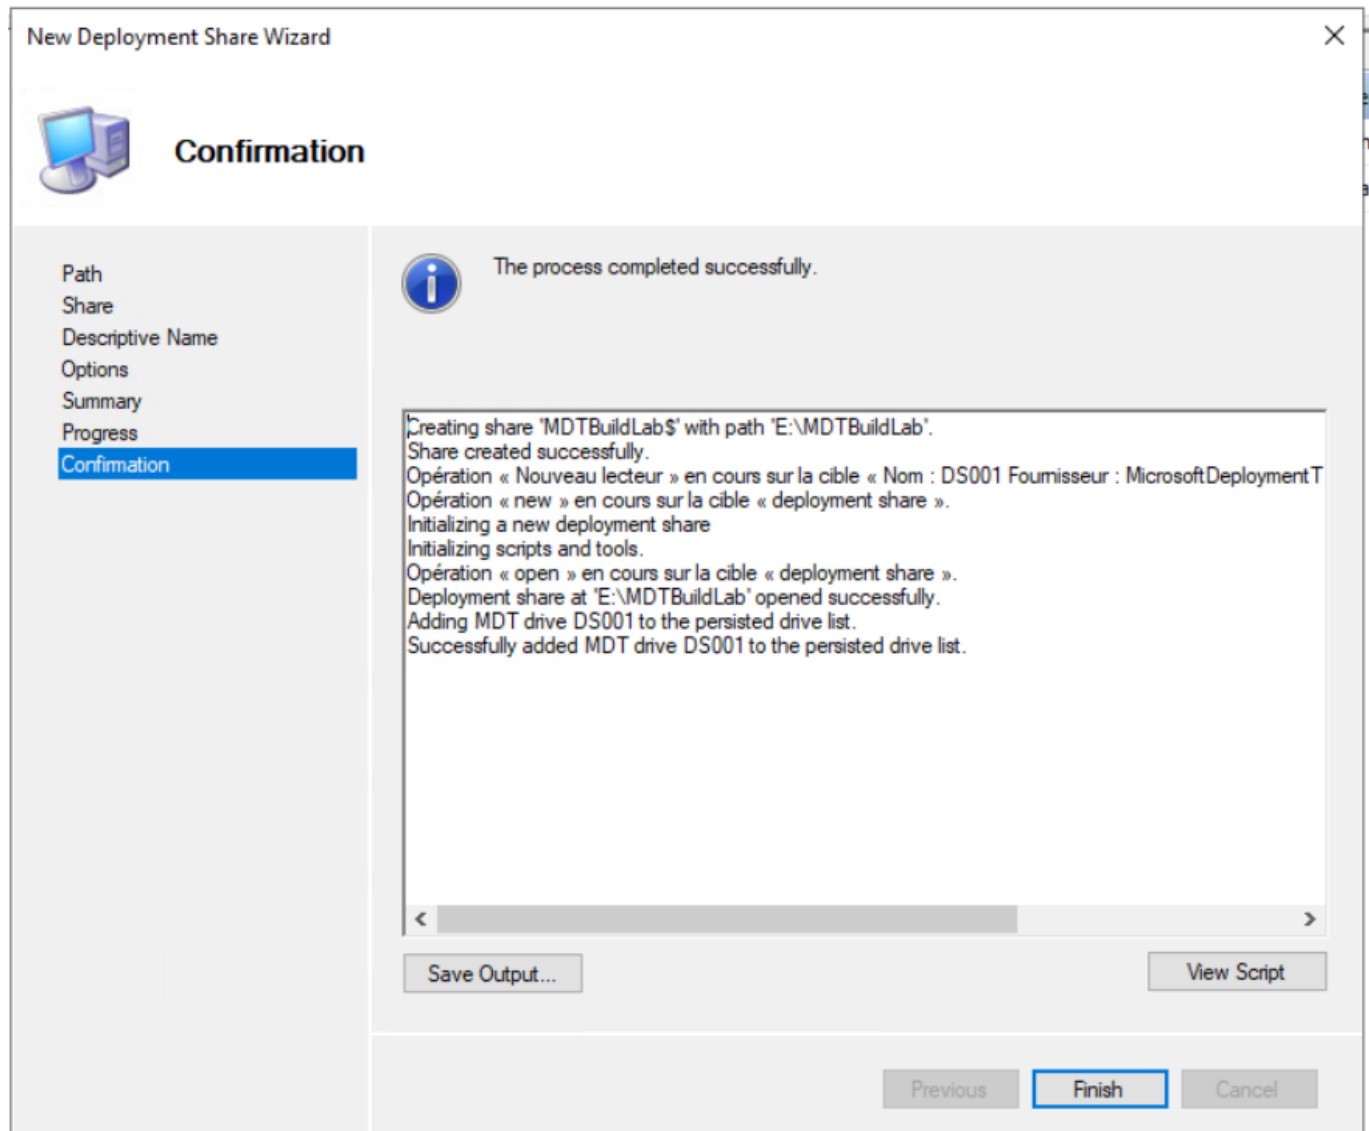 New Deployment Share Wizard
Confirmation
Path
Share
Descriptive Name
Options
Summary
Progress
Confirmation
The process completed successfully.
Creating share 'MDTBuildLab$' with path 'E:\MDTBuildLab'.
Share created successfully.
Opération « Nouveau lecteur » en cours sur la cible « Nom : DS001 Fournisseur : MicrosoftDeploymentT
Opération « new » en cours sur la cible « deployment share ».
Initializing a new deployment share
Initializing scripts and tools.
Opération « open » en cours sur la cible « deployment share ».
Deployment share at 'E:\MDTBuildLab' opened successfully.
Adding MDT drive DS001 to the persisted drive list.
Successfully added MDT drive DS001 to the persisted drive list.
Save Output...
View Script
Previous
Finish
Cancel